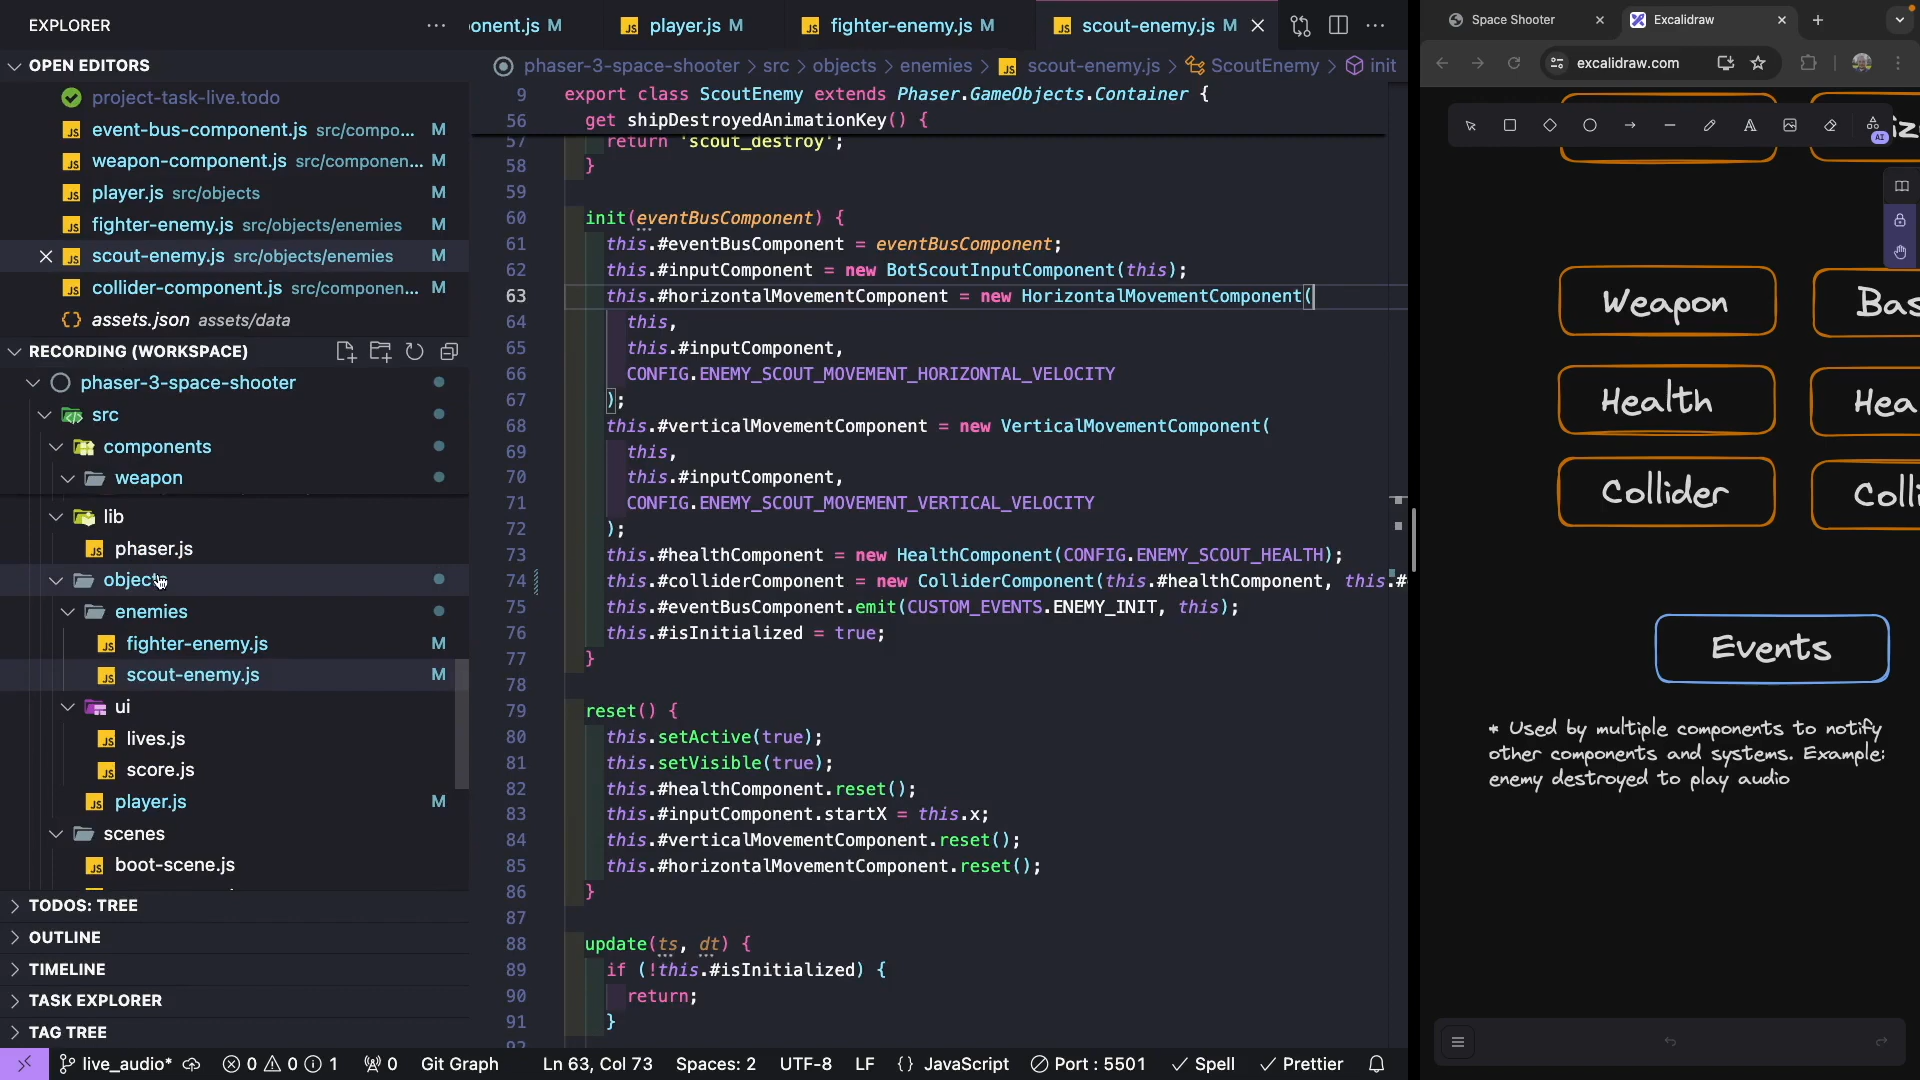 EXPLORER
OPEN EDITORS
project-task-live.todo
event-bus-component.js src/compo... M
weapon-component.js src/componen... M
player.js src/objects M
fighter-enemy.js src/objects/enemies M
scout-enemy.js src/objects/enemies M
collider-component.js src/componen... M
assets.json assets/data
RECORDING (WORKSPACE)
phaser-3-space-shooter
src
components
weapon
lib
phaser.js
objects
enemies
fighter-enemy.js M
scout-enemy.js M
ui
lives.js
score.js
player.js M
scenes
boot-scene.js
TODOS: TREE
OUTLINE
TIMELINE
TASK EXPLORER
TAG TREE
ponent.js M player.js M fighter-enemy.js M scout-enemy.js M
phaser-3-space-shooter > src > objects > enemies > scout-enemy.js > ScoutEnemy > init
9 export class ScoutEnemy extends Phaser.GameObjects.Container {
56 get shipDestroyedAnimationKey() {
57 return 'scout_destroy';
58 }
59
60 init(eventBusComponent) {
61 this.#eventBusComponent = eventBusComponent;
62 this.#inputComponent = new BotScoutInputComponent(this);
63 this.#horizontalMovementComponent = new HorizontalMovementComponent(
64 this,
65 this.#inputComponent,
66 CONFIG.ENEMY_SCOUT_MOVEMENT_HORIZONTAL_VELOCITY
67 );
68 this.#verticalMovementComponent = new VerticalMovementComponent(
69 this,
70 this.#inputComponent,
71 CONFIG.ENEMY_SCOUT_MOVEMENT_VERTICAL_VELOCITY
72 );
73 this.#healthComponent = new HealthComponent(CONFIG.ENEMY_SCOUT_HEALTH);
74 this.#colliderComponent = new ColliderComponent(this.#healthComponent, this.#
75 this.#eventBusComponent.emit(CUSTOM_EVENTS.ENEMY_INIT, this);
76 this.#isInitialized = true;
77 }
78
79 reset() {
80 this.setActive(true);
81 this.setVisible(true);
82 this.#healthComponent.reset();
83 this.#inputComponent.startX = this.x;
84 this.#verticalMovementComponent.reset();
85 this.#horizontalMovementComponent.reset();
86 }
87
88 update(ts, dt) {
89 if (!this.#isInitialized) {
90 return;
91 }
live_audio* 0 0 1 0 Git Graph Ln 63, Col 73 Spaces: 2 UTF-8 LF {} JavaScript Port : 5501 Spell Prettier
Space Shooter Excalidraw
excalidraw.com
A AI
Weapon Bas
Health Hea
Collider Colli
Events
* Used by multiple components to notify
other components and systems. Example:
enemy destroyed to play audio